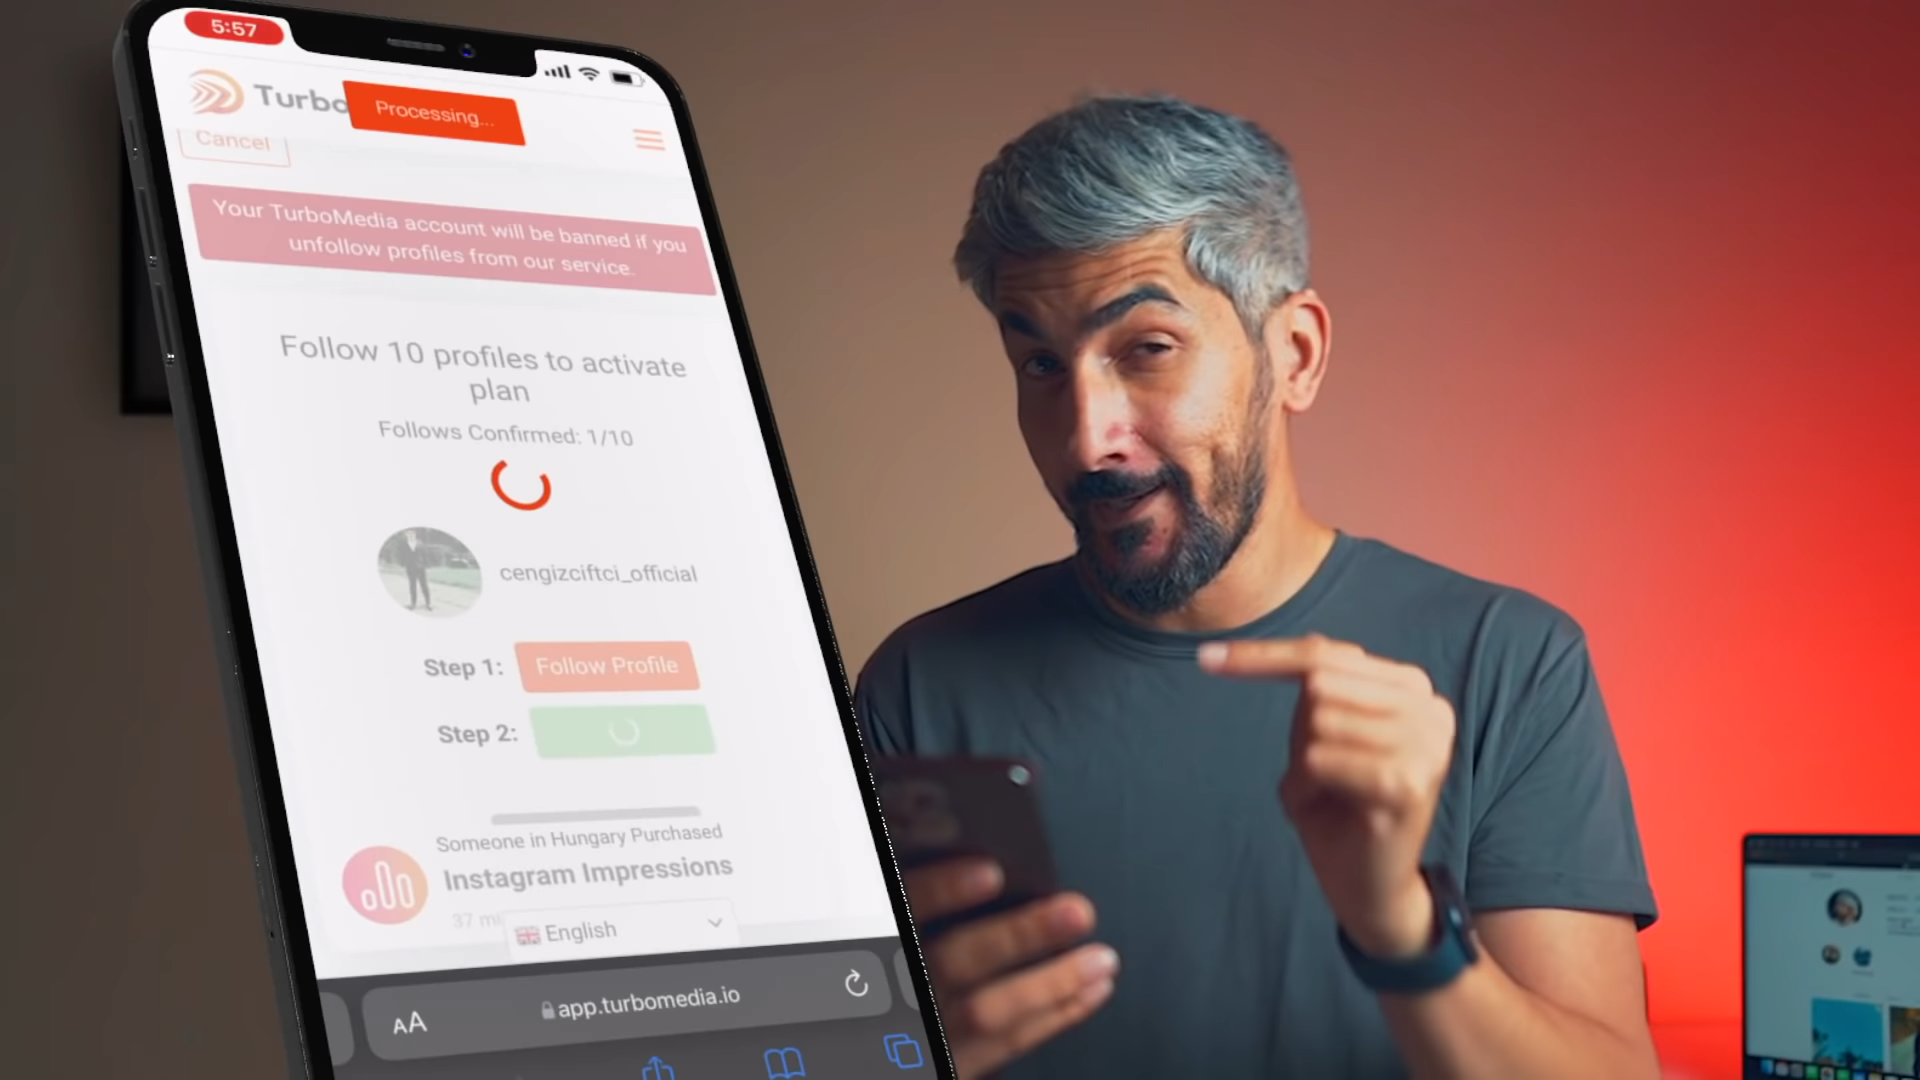 5:57
Turbo
Processing...
Cancel
Your TurboMedia account will be banned if you
unfollow profiles from our service.
Follow 10 profiles to activate
plan
Follows Confirmed: 1/10
cengizciftci_official
Step 1: Follow Profile
Step 2:
Someone in Hungary Purchased
Instagram Impressions
37
English
AA app.turbomedia.io